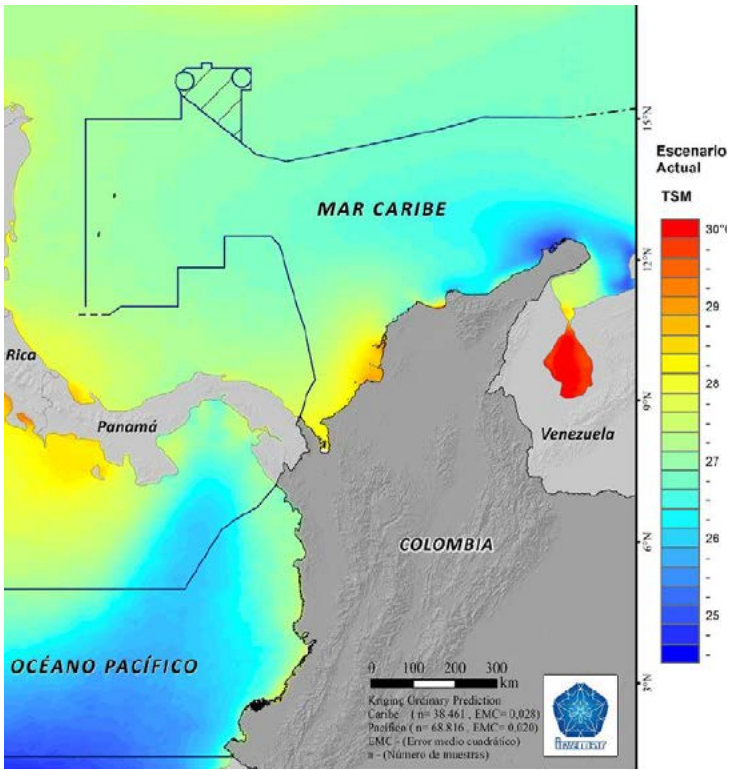 MAR CARIBE
Rica
Panamá
Venezuela
COLOMBIA
OCÉANO PACÍFICO
15°N
12°N
9°N
6°N
3°N
Escenario
Actual
TSM
30°
-
29
-
28
-
27
-
26
-
25
-
0 100 200 300
km
Kriging Ordinary Prediction
Caribe ( n= 38.461 , EMC= 0,028)
Pacífico ( n= 68.816 , EMC= 0,020)
EMC - (Error medio cuadrático)
n - (Número de muestras)
invemar